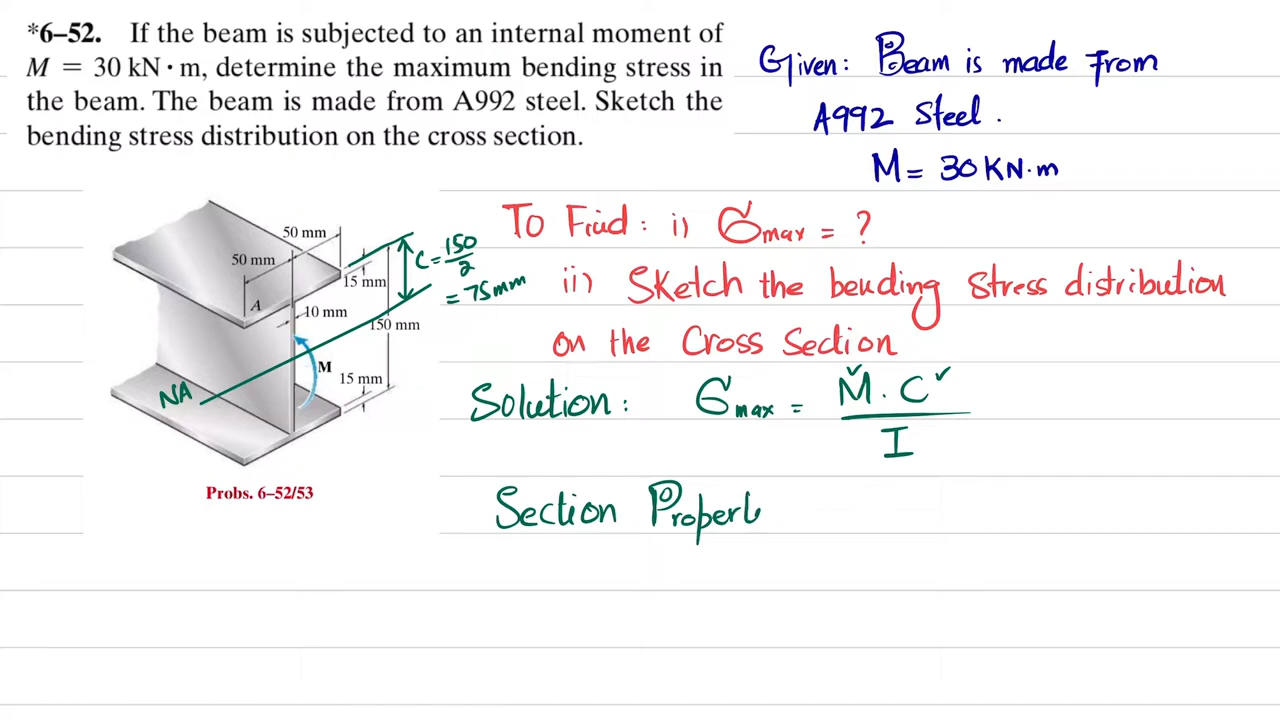 *6–52. If the beam is subjected to an internal moment of
M = 30 kN · m, determine the maximum bending stress in
the beam. The beam is made from A992 steel. Sketch the
bending stress distribution on the cross section.
Given: Beam is made from
A992 Steel.
M = 30 KN·m
To Find: i) σmax = ?
ii) Sketch the bending Stress distribution
on the Cross Section
50 mm
50 mm
15 mm
A
10 mm
150 mm
M
15 mm
C = 150/2
= 75mm
NA
Probs. 6–52/53
Solution: σmax = M . C / I
Section Propert